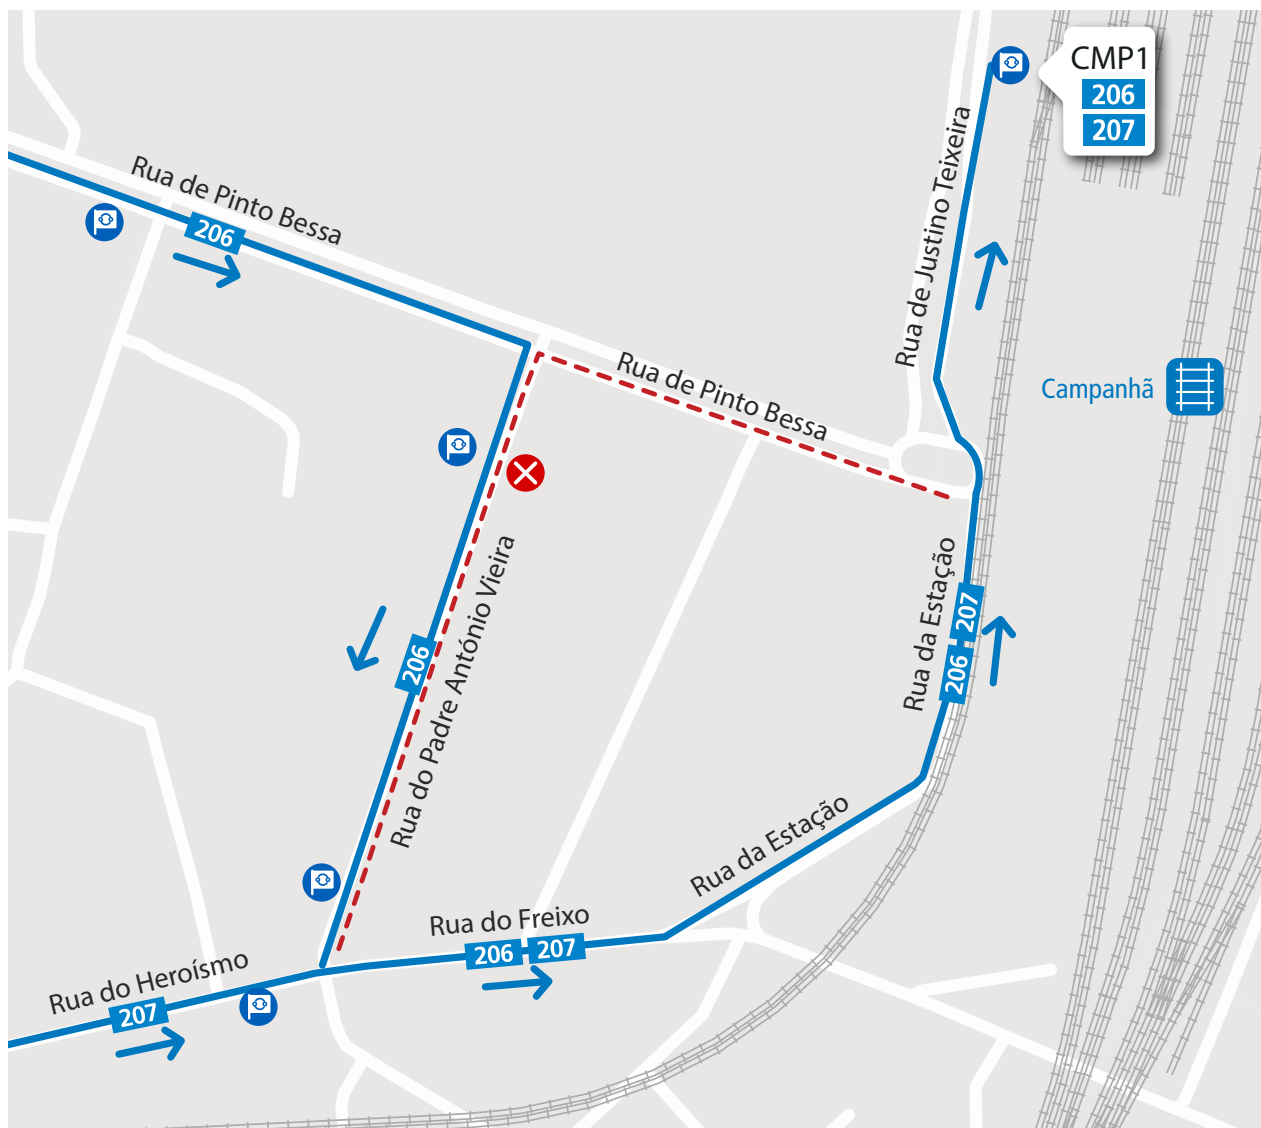 CMP1
206
207
Rua de Pinto Bessa
206
Rua de Justino Teixeira
Rua de Pinto Bessa
Campanhã
Rua do Padre António Vieira
206
Rua da Estação
207
206
Rua da Estação
Rua do Freixo
206 207
Rua do Heroísmo
207